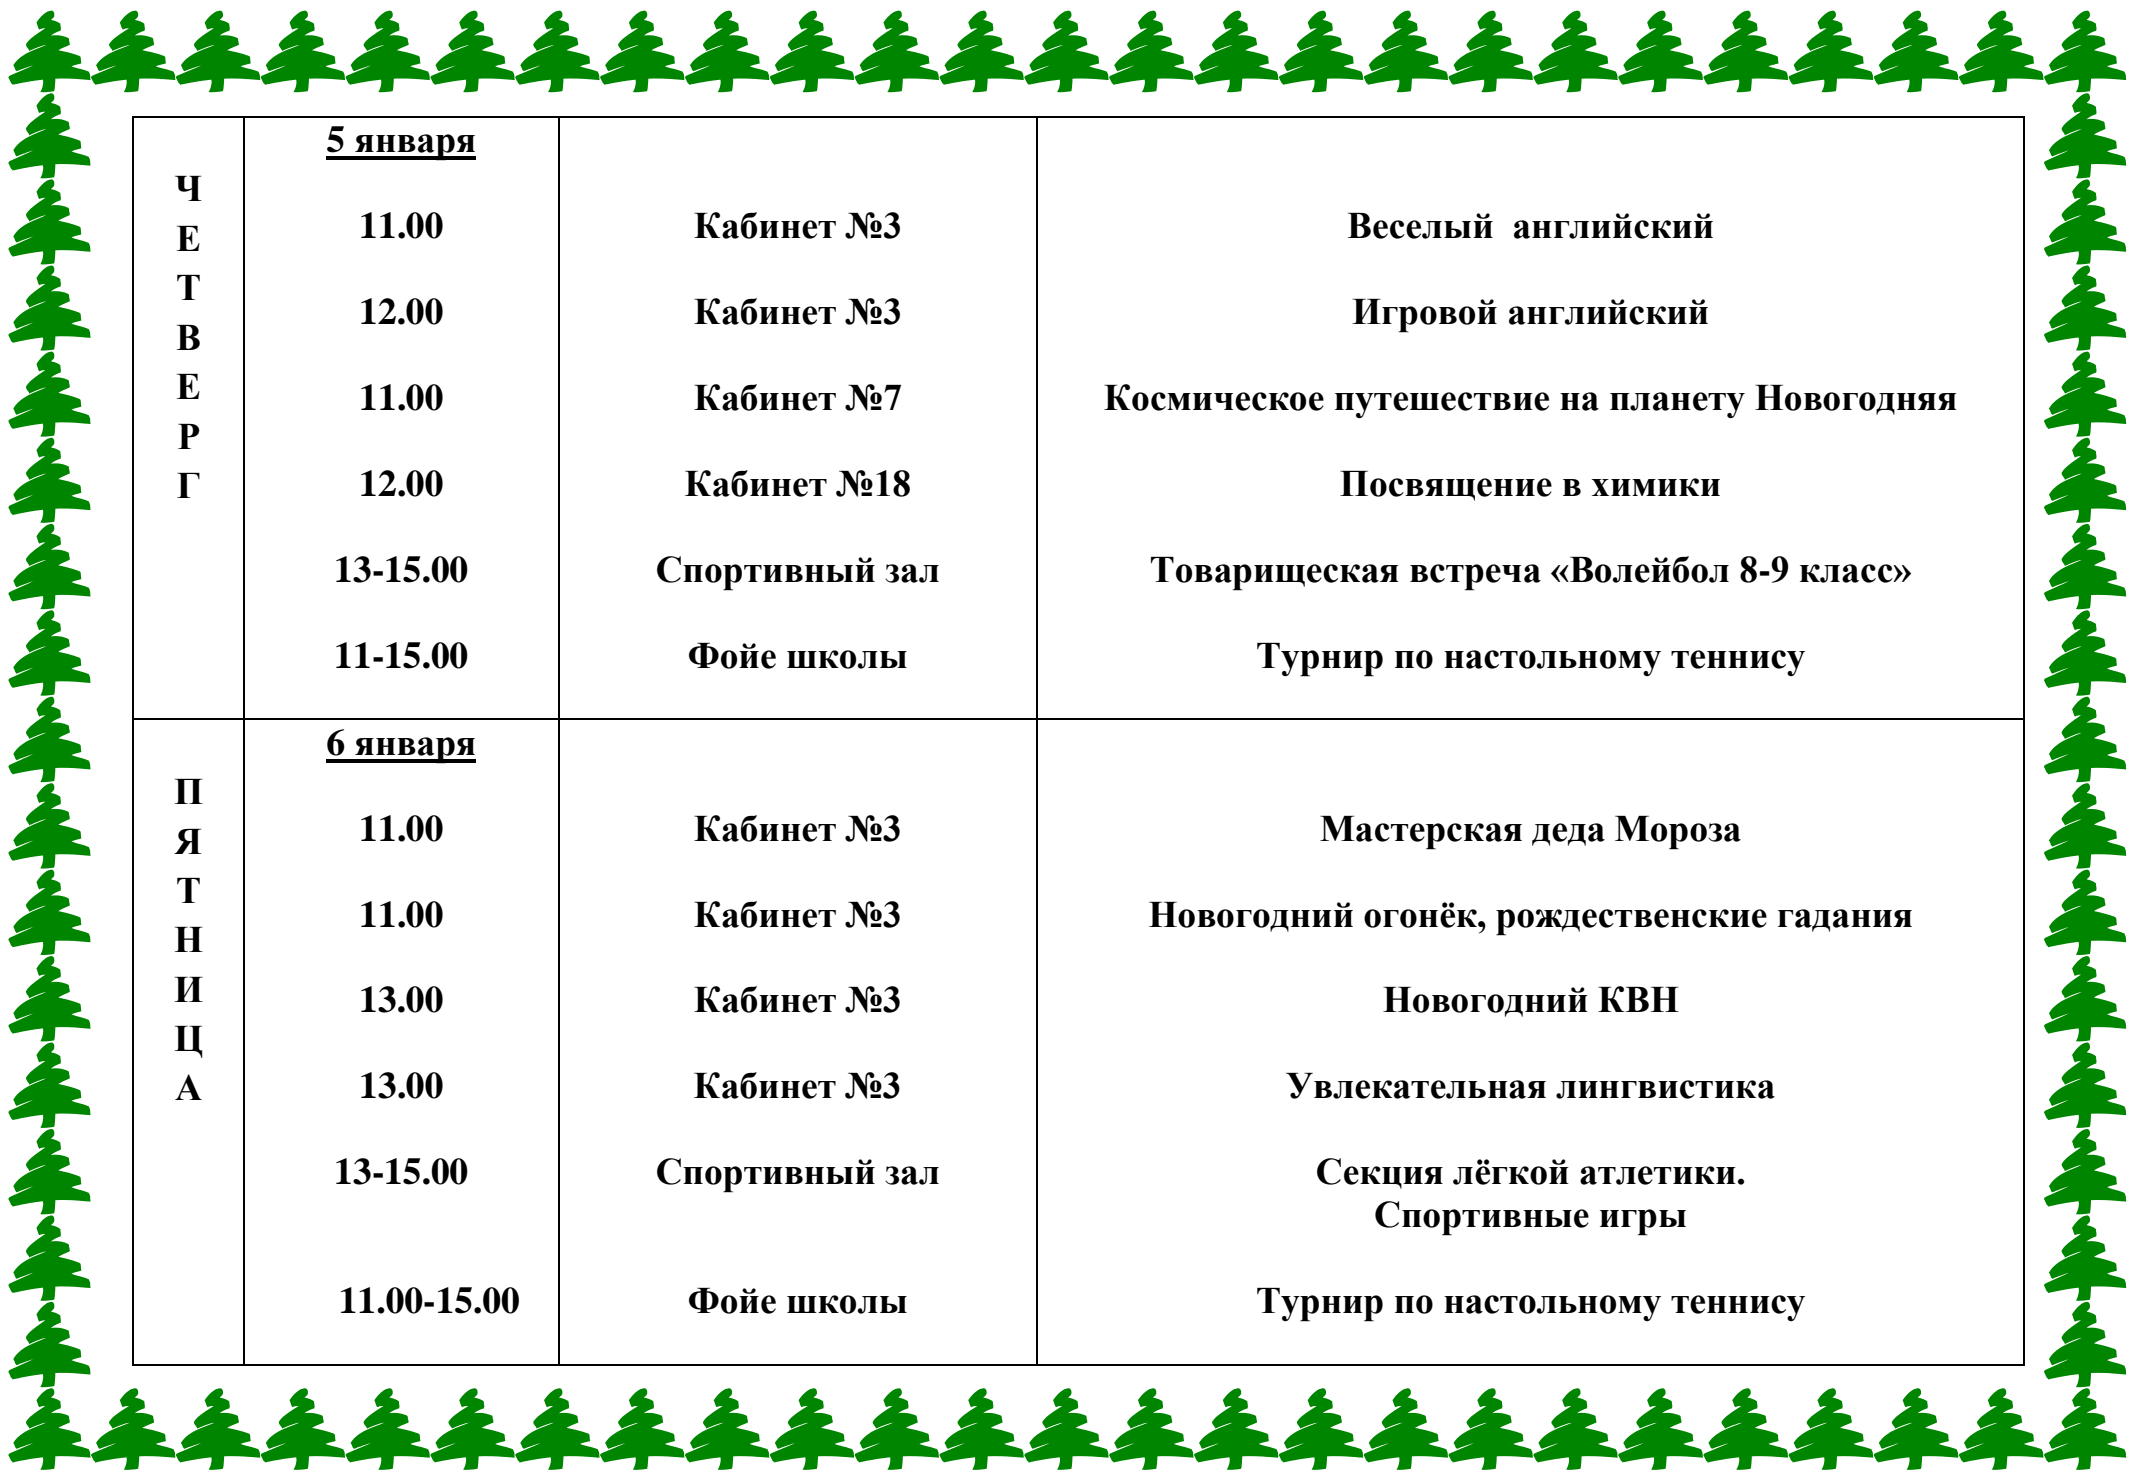 ЧЕТВЕРГ
5 января
11.00 Кабинет №3 Веселый английский
12.00 Кабинет №3 Игровой английский
11.00 Кабинет №7 Космическое путешествие на планету Новогодняя
12.00 Кабинет №18 Посвящение в химики
13-15.00 Спортивный зал Товарищеская встреча «Волейбол 8-9 класс»
11-15.00 Фойе школы Турнир по настольному теннису
ПЯТНИЦА
6 января
11.00 Кабинет №3 Мастерская деда Мороза
11.00 Кабинет №3 Новогодний огонёк, рождественские гадания
13.00 Кабинет №3 Новогодний КВН
13.00 Кабинет №3 Увлекательная лингвистика
13-15.00 Спортивный зал Секция лёгкой атлетики.
Спортивные игры
11.00-15.00 Фойе школы Турнир по настольному теннису